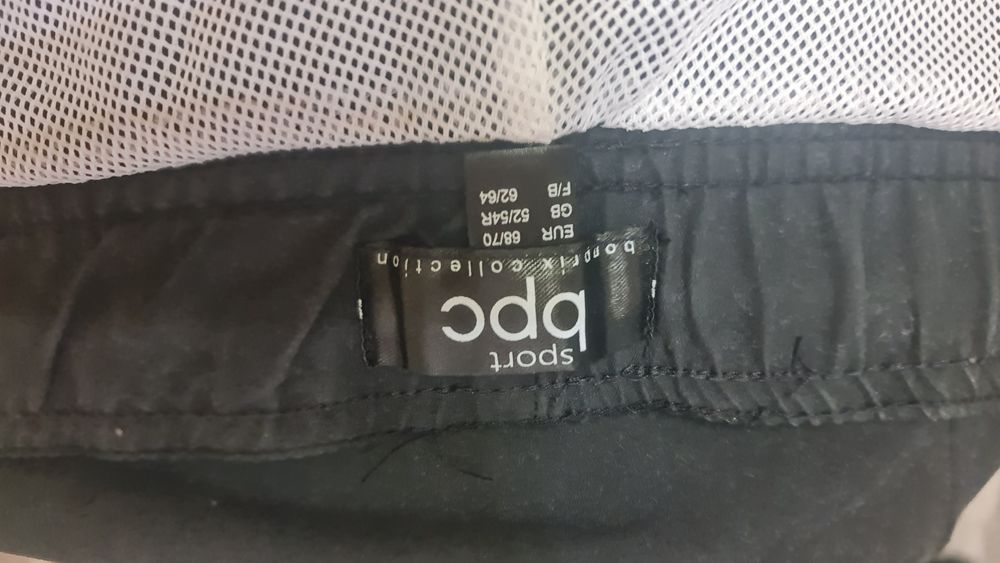 sport
bpc
bonprix collection
EUR 68/70
GB 52/54R
F/B 62/64